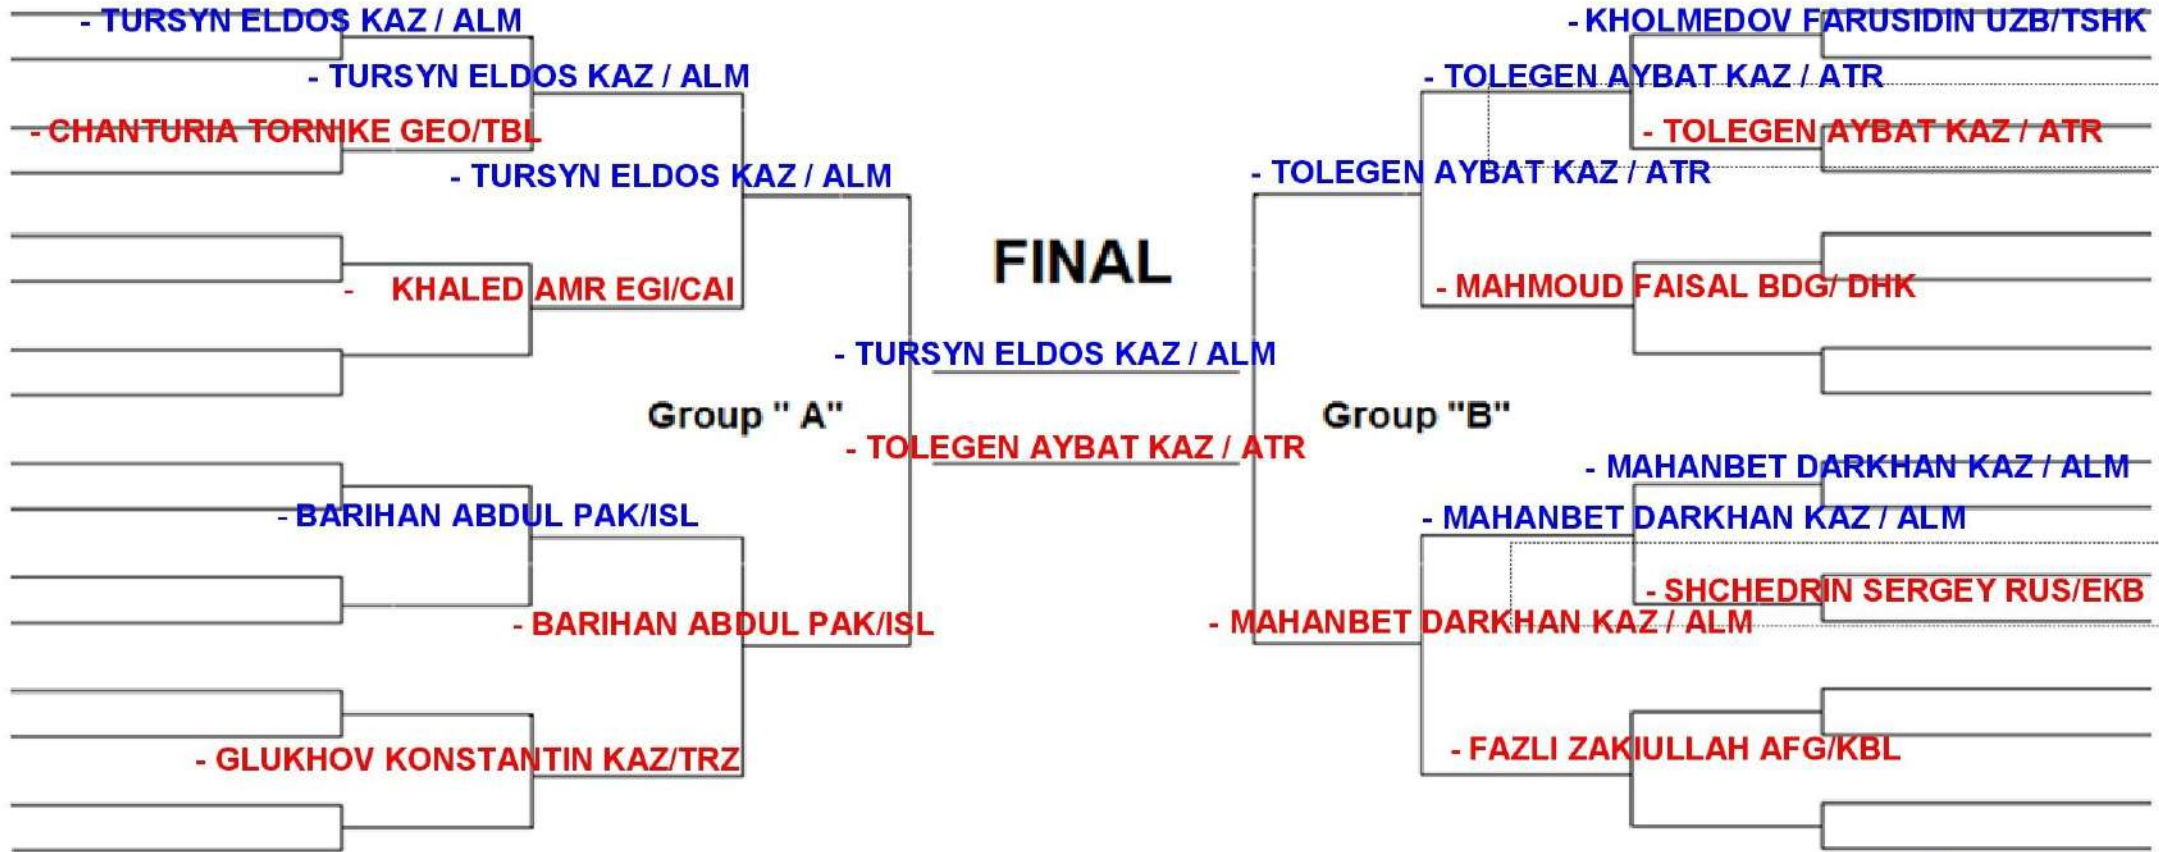 - TURSYN ELDOS KAZ / ALM
- TURSYN ELDOS KAZ / ALM
- CHANTURIA TORNIKE GEO/TBL
- TURSYN ELDOS KAZ / ALM
- KHALED AMR EGI/CAI
- BARIHAN ABDUL PAK/ISL
- BARIHAN ABDUL PAK/ISL
- GLUKHOV KONSTANTIN KAZ/TRZ
Group " A"
FINAL
- TURSYN ELDOS KAZ / ALM
- TOLEGEN AYBAT KAZ / ATR
Group "B"
- KHOLMEDOV FARUSIDIN UZB/TSHK
- TOLEGEN AYBAT KAZ / ATR
- TOLEGEN AYBAT KAZ / ATR
- TOLEGEN AYBAT KAZ / ATR
- MAHMOUD FAISAL BDG/ DHK
- MAHANBET DARKHAN KAZ / ALM
- MAHANBET DARKHAN KAZ / ALM
- SHCHEDRIN SERGEY RUS/EKB
- MAHANBET DARKHAN KAZ / ALM
- FAZLI ZAKIULLAH AFG/KBL